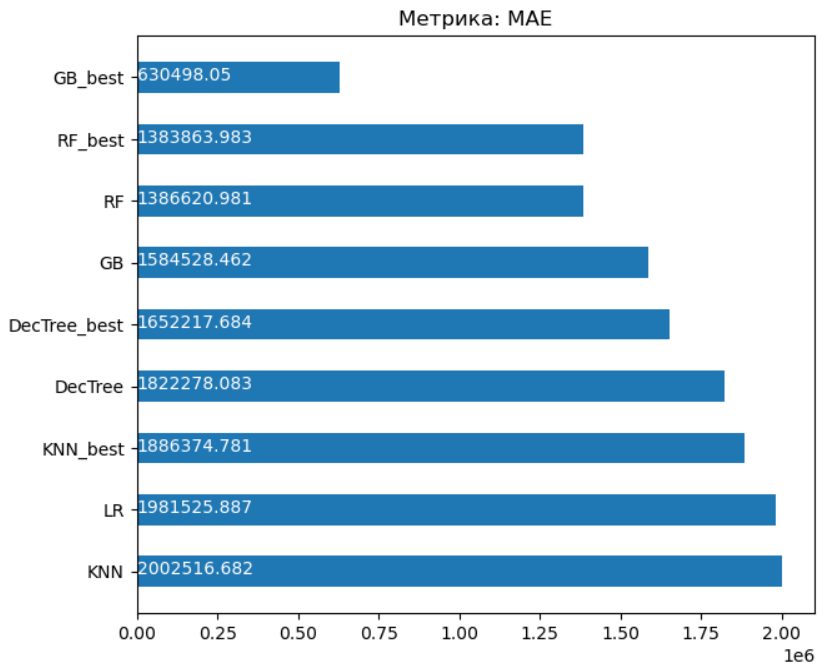 Метрика: MAE
GB_best 630498.05
RF_best 1383863.983
RF 1386620.981
GB 1584528.462
DecTree_best 1652217.684
DecTree 1822278.083
KNN_best 1886374.781
LR 1981525.887
KNN 2002516.682
0.00 0.25 0.50 0.75 1.00 1.25 1.50 1.75 2.00
1e6